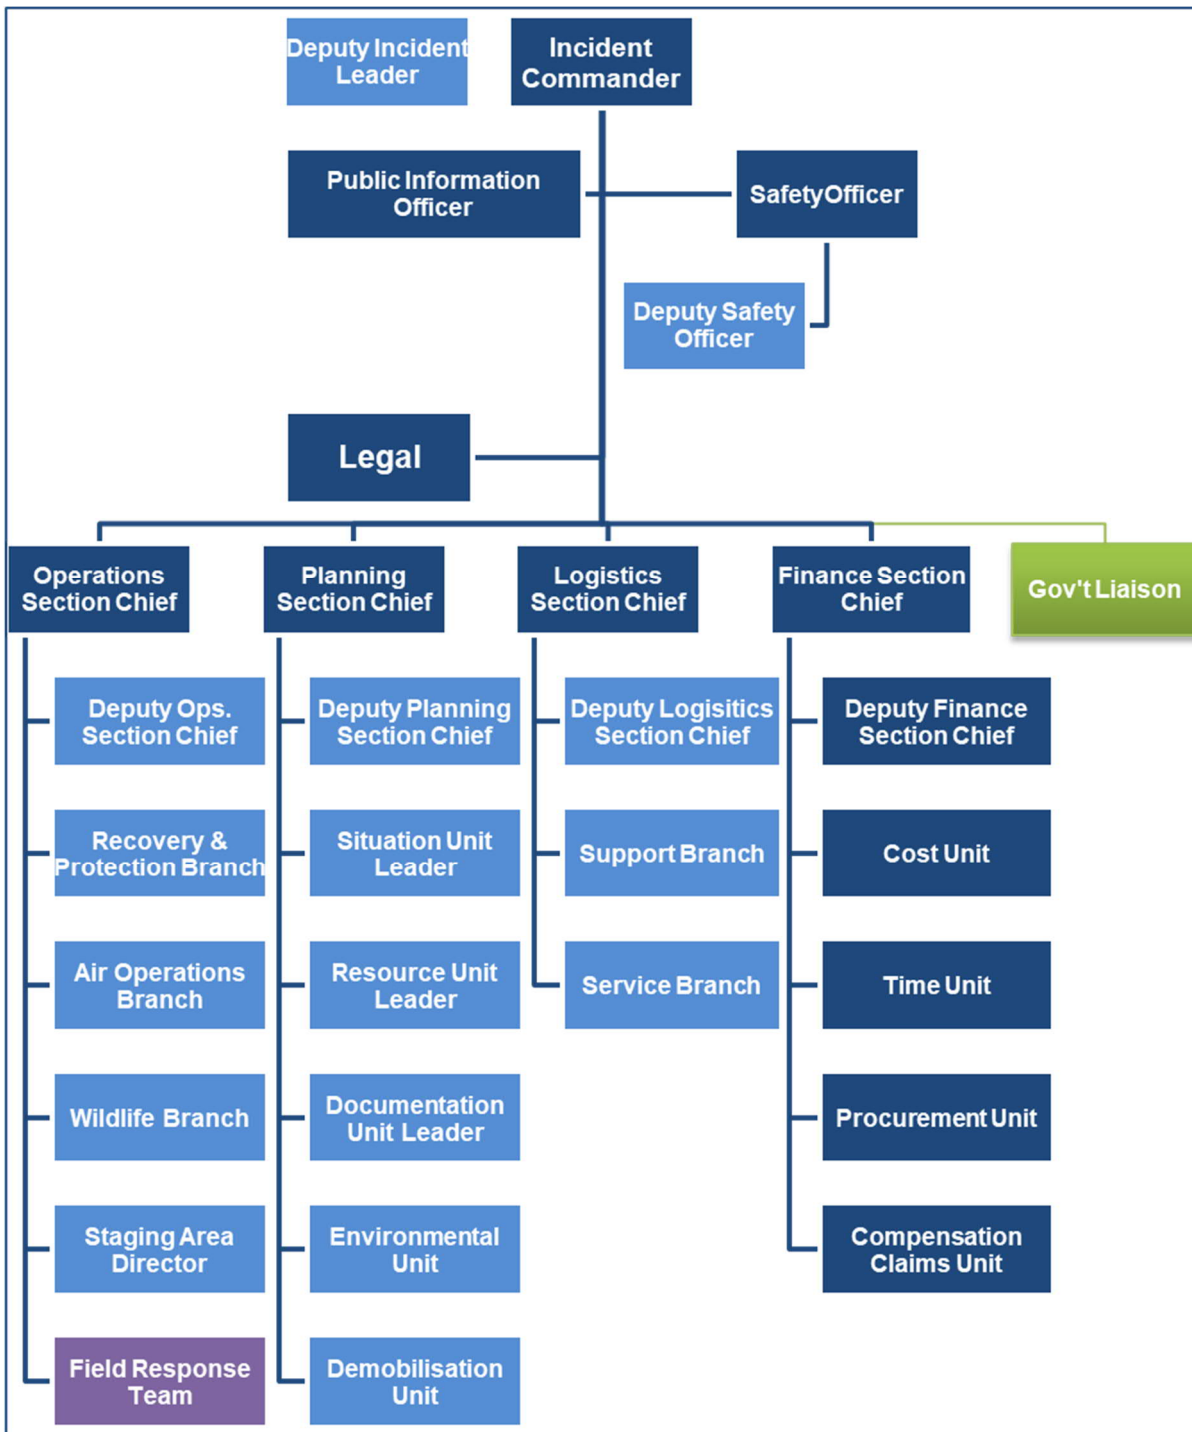 Deputy Incident
Leader
Incident
Commander
Public Information
Officer
Safety Officer
Deputy Safety
Officer
Legal
Operations
Section Chief
Planning
Section Chief
Logistics
Section Chief
Finance Section
Chief
Gov't Liaison
Deputy Ops.
Section Chief
Deputy Planning
Section Chief
Deputy Logisitics
Section Chief
Deputy Finance
Section Chief
Recovery &
Protection Branch
Situation Unit
Leader
Support Branch
Cost Unit
Air Operations
Branch
Resource Unit
Leader
Service Branch
Time Unit
Wildlife Branch
Documentation
Unit Leader
Procurement Unit
Staging Area
Director
Environmental
Unit
Compensation
Claims Unit
Field Response
Team
Demobilisation
Unit